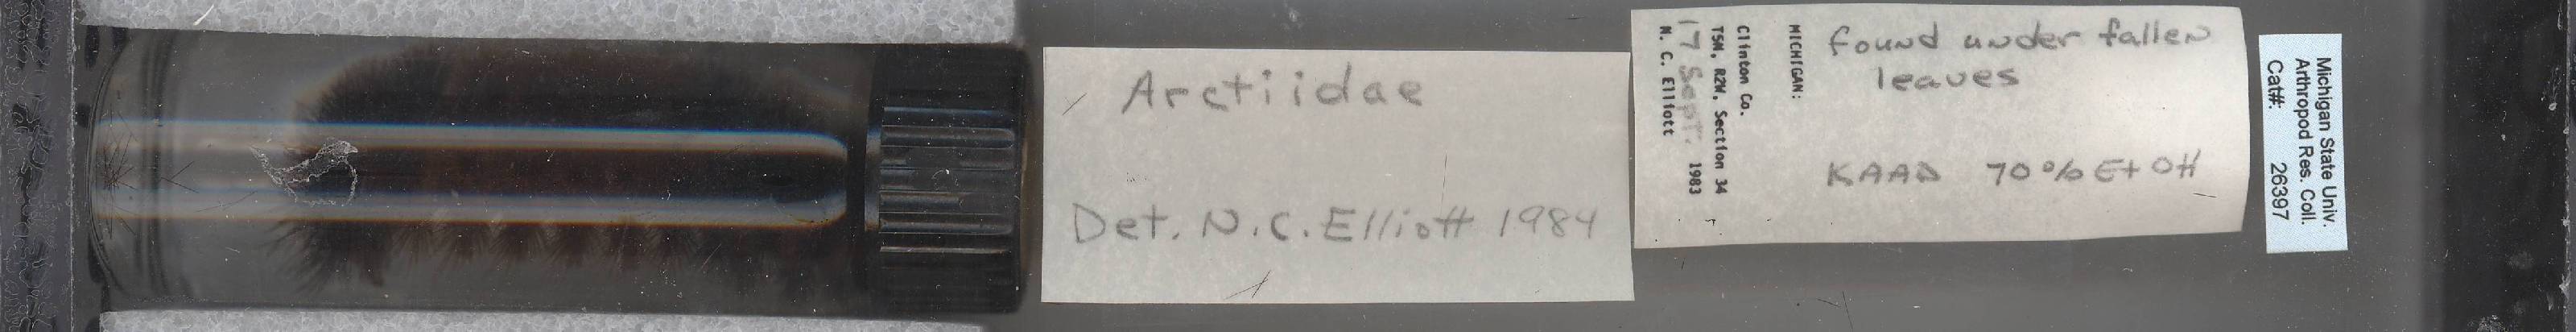 Arctiidae
Det. N.C. Elliott 1984
MICHIGAN:
Clinton Co.
T5N, R2W, Section 34
17 Sept. 1983
N. C. Elliott
found under fallen
leaves
KAAD 70% EtOH
Michigan State Univ.
Arthropod Res. Coll.
Cat#: 26397